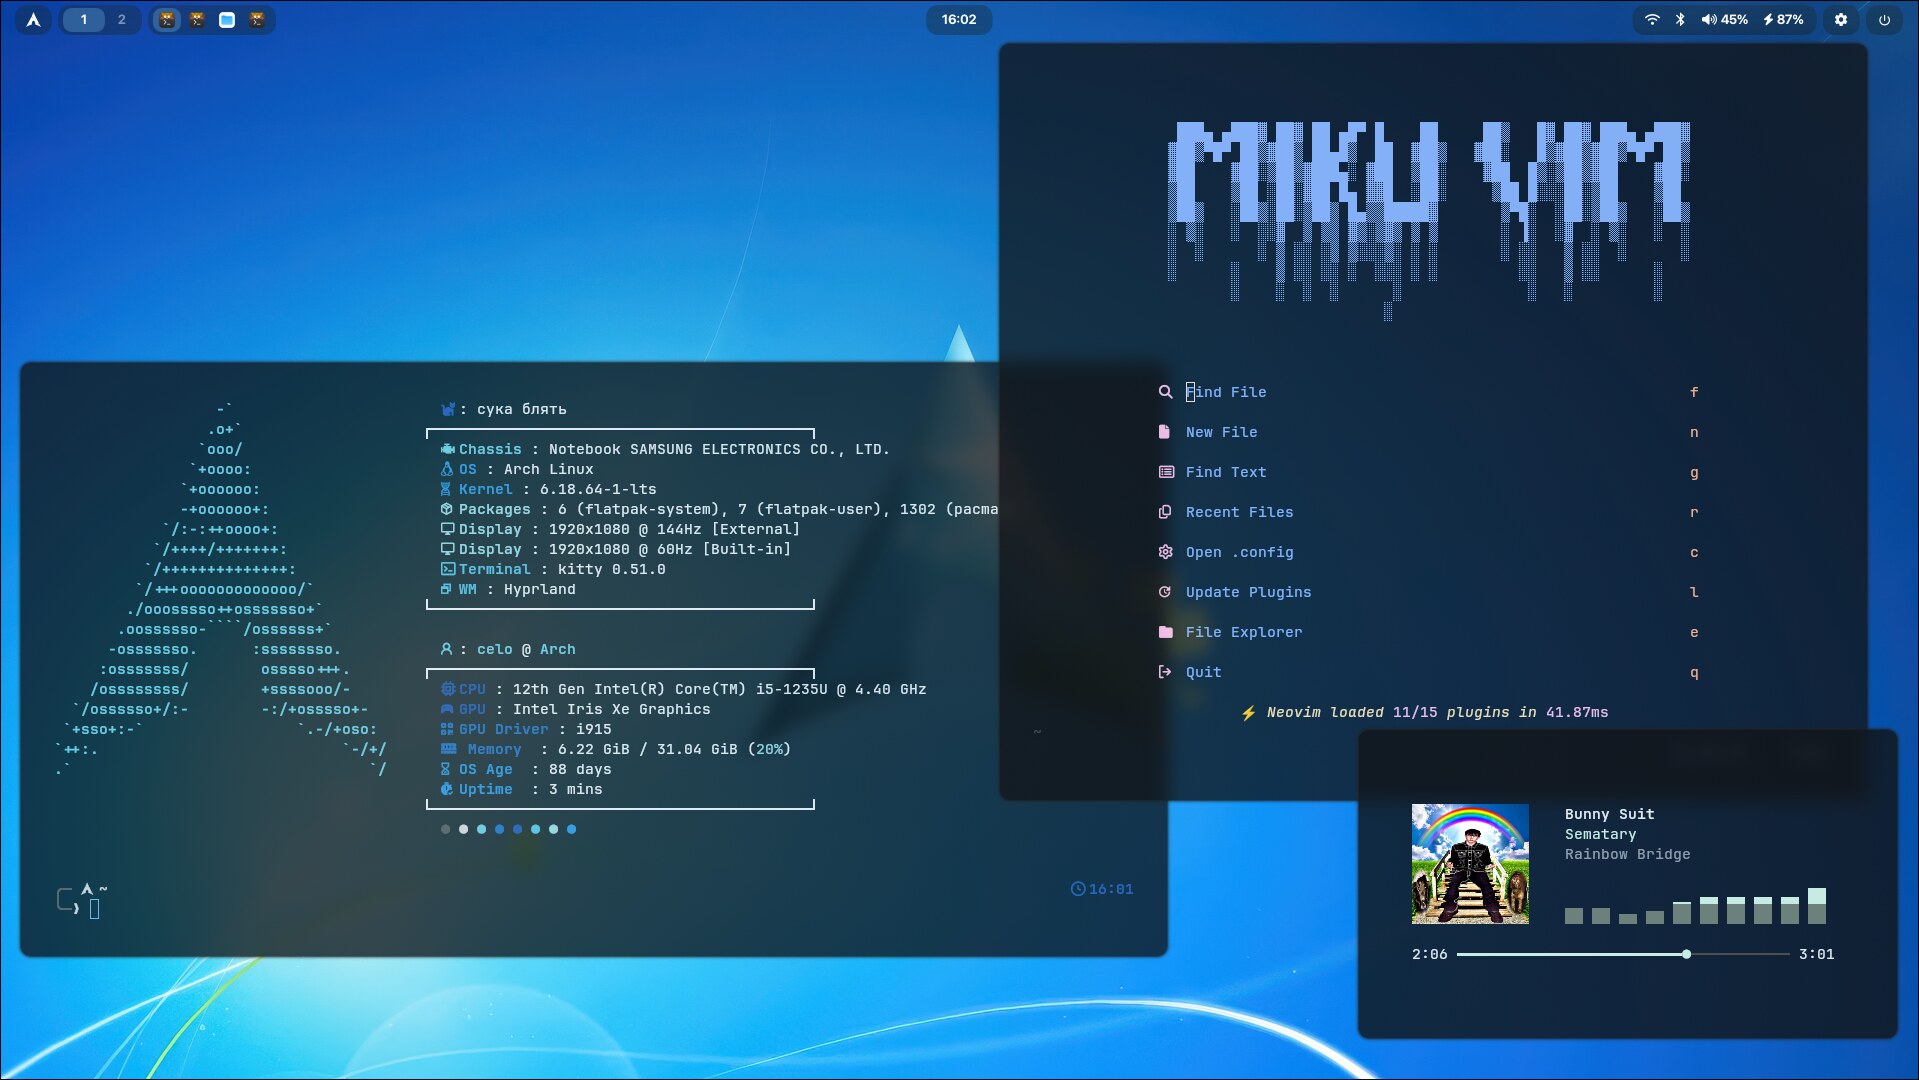 1 2
16:02
45% 87%
MIKU VIM
Find File f
New File n
Find Text g
Recent Files r
Open .config c
Update Plugins l
File Explorer e
Quit q
⚡ Neovim loaded 11/15 plugins in 41.87ms
: сука блять
Chassis : Notebook SAMSUNG ELECTRONICS CO., LTD.
OS : Arch Linux
Kernel : 6.18.64-1-lts
Packages : 6 (flatpak-system), 7 (flatpak-user), 1302 (pacma
Display : 1920x1080 @ 144Hz [External]
Display : 1920x1080 @ 60Hz [Built-in]
Terminal : kitty 0.51.0
WM : Hyprland
: celo @ Arch
CPU : 12th Gen Intel(R) Core(TM) i5-1235U @ 4.40 GHz
GPU : Intel Iris Xe Graphics
GPU Driver : i915
Memory : 6.22 GiB / 31.04 GiB (20%)
OS Age : 88 days
Uptime : 3 mins
~
16:01
~
Bunny Suit
Sematary
Rainbow Bridge
2:06 3:01